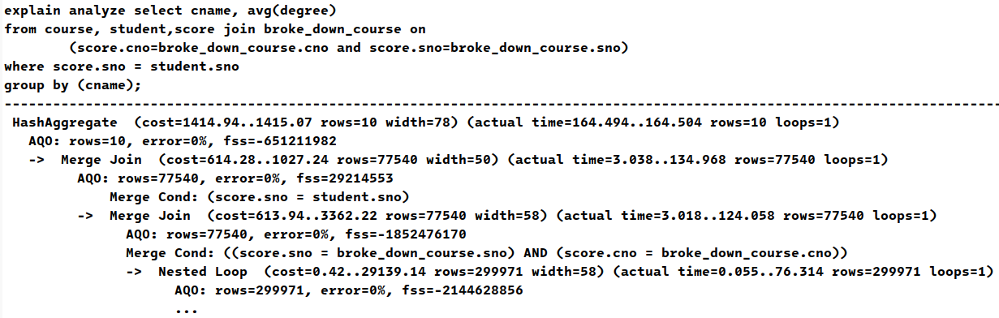 explain analyze select cname, avg(degree)
from course, student,score join broke_down_course on
        (score.cno=broke_down_course.cno and score.sno=broke_down_course.sno)
where score.sno = student.sno
group by (cname);
---------------------------------------------------------------------------------------------------------------------------
 HashAggregate  (cost=1414.94..1415.07 rows=10 width=78) (actual time=164.494..164.504 rows=10 loops=1)
   AQO: rows=10, error=0%, fss=-651211982
   ->  Merge Join  (cost=614.28..1027.24 rows=77540 width=50) (actual time=3.038..134.968 rows=77540 loops=1)
         AQO: rows=77540, error=0%, fss=29214553
             Merge Cond: (score.sno = student.sno)
         ->  Merge Join  (cost=613.94..3362.22 rows=77540 width=58) (actual time=3.018..124.058 rows=77540 loops=1)
               AQO: rows=77540, error=0%, fss=-1852476170
               Merge Cond: ((score.sno = broke_down_course.sno) AND (score.cno = broke_down_course.cno))
               ->  Nested Loop  (cost=0.42..29139.14 rows=299971 width=58) (actual time=0.055..76.314 rows=299971 loops=1)
                     AQO: rows=299971, error=0%, fss=-2144628856
                     ...